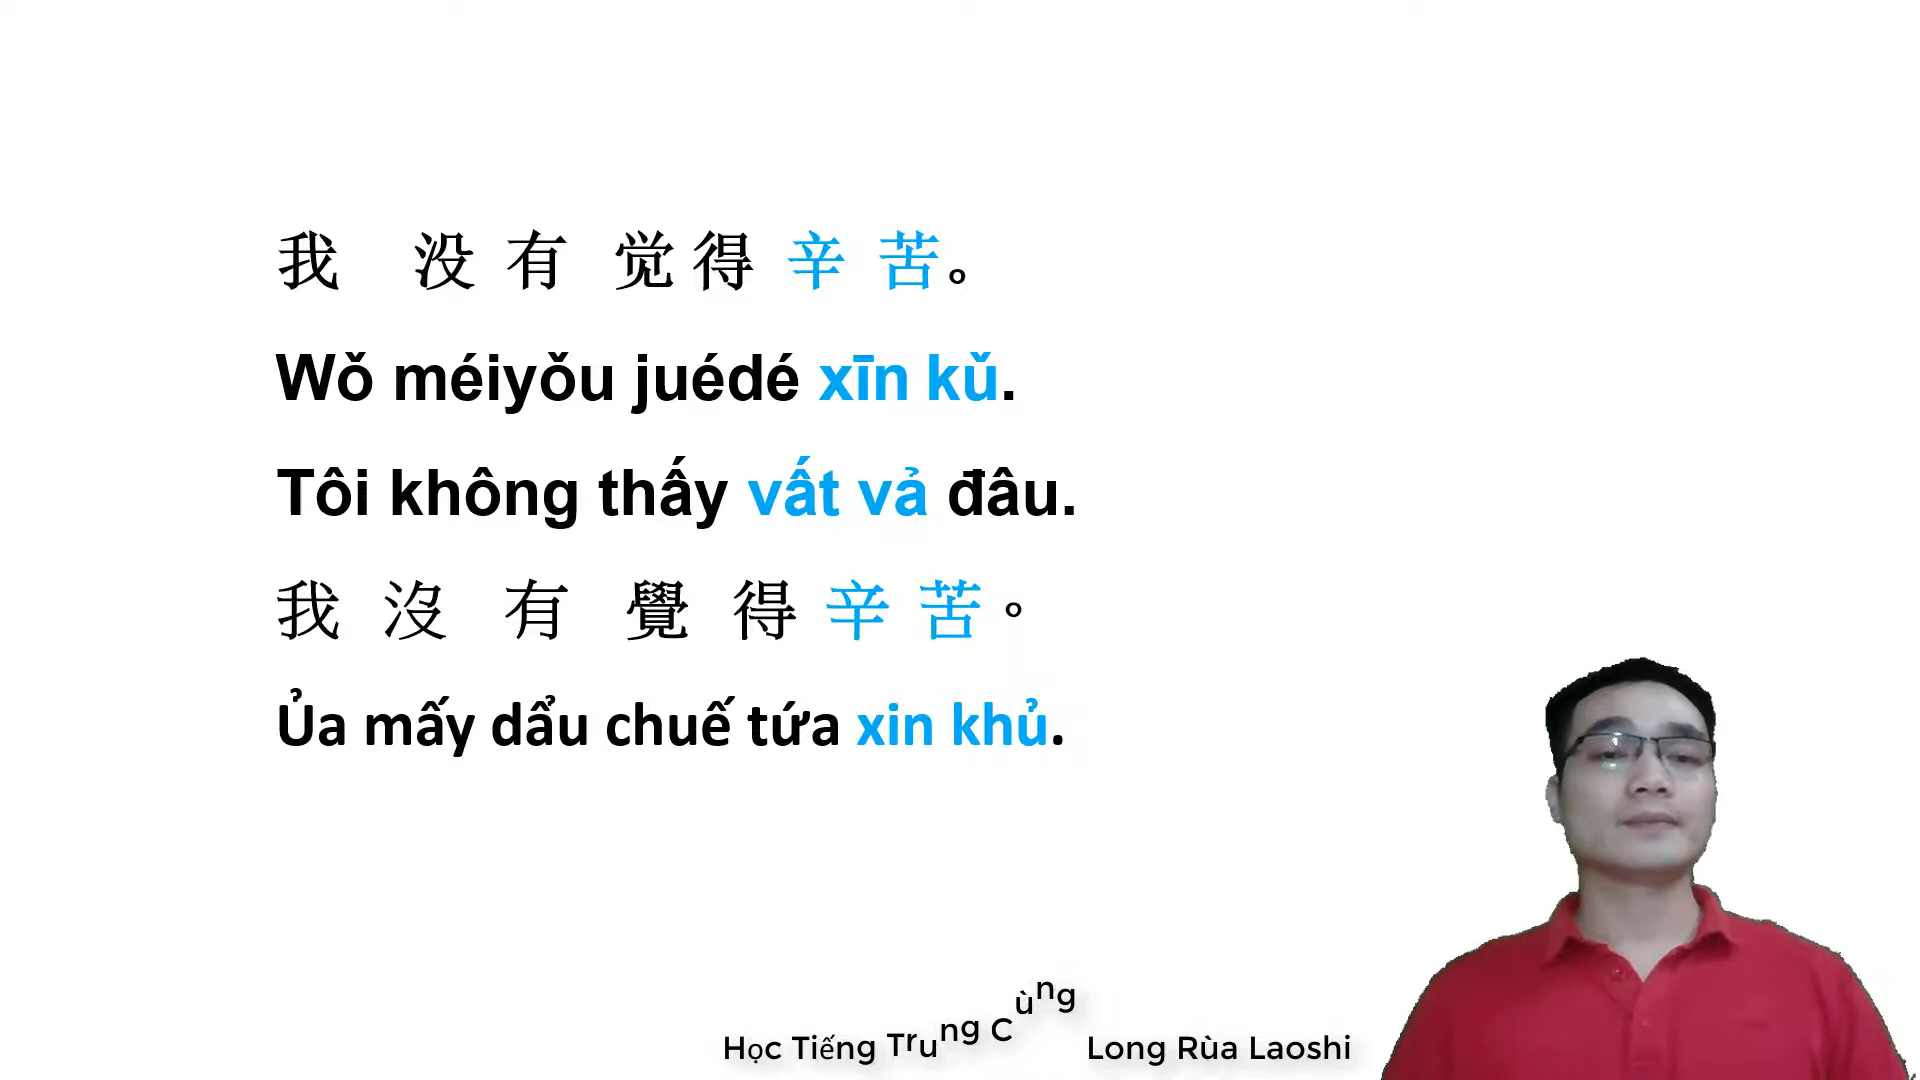 我 没 有 觉 得 辛 苦。
Wǒ méiyǒu juédé xīn kǔ.
Tôi không thấy vất vả đâu.
我 沒 有 覺 得 辛 苦。
Ủa mấy dẩu chuế tứa xin khủ.
Học Tiếng Trung Cùng Long Rùa Laoshi